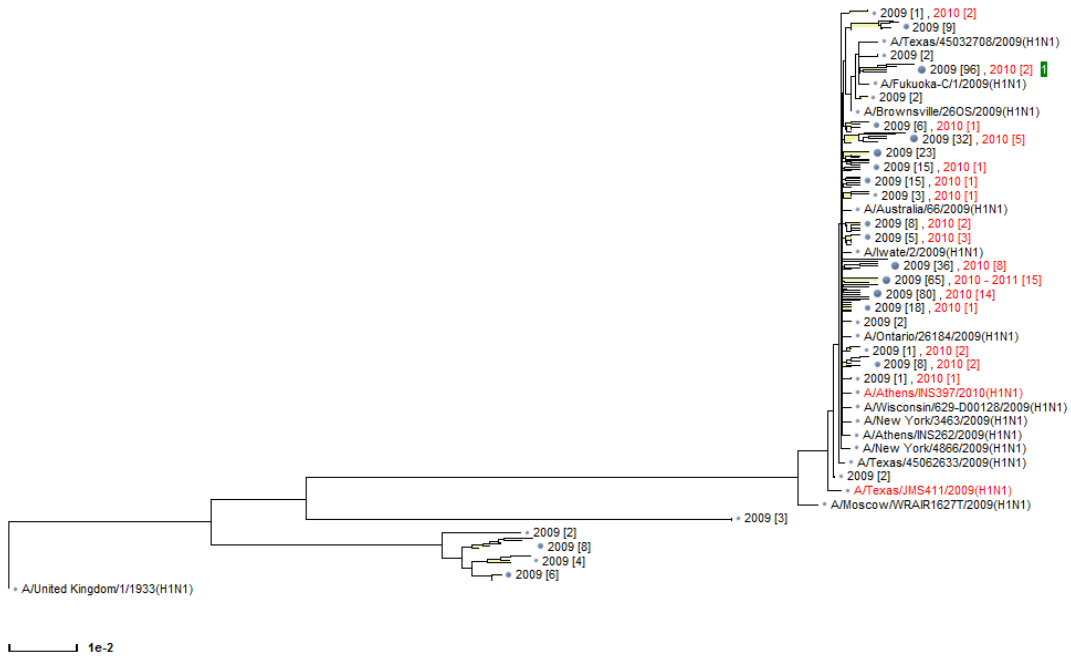 2009 [1] , 2010 [2]
2009 [9]
A/Texas/45032708/2009(H1N1)
2009 [2]
2009 [96] , 2010 [2] 1
A/Fukuoka-C/1/2009(H1N1)
2009 [2]
A/Brownsville/26OS/2009(H1N1)
2009 [6] , 2010 [1]
2009 [32] , 2010 [5]
2009 [23]
2009 [15] , 2010 [1]
2009 [15] , 2010 [1]
2009 [3] , 2010 [1]
A/Australia/66/2009(H1N1)
2009 [8] , 2010 [2]
2009 [5] , 2010 [3]
A/Iwate/2/2009(H1N1)
2009 [36] , 2010 [8]
2009 [65] , 2010 - 2011 [15]
2009 [80] , 2010 [14]
2009 [18] , 2010 [1]
2009 [2]
A/Ontario/26184/2009(H1N1)
2009 [1] , 2010 [2]
2009 [8] , 2010 [2]
2009 [1] , 2010 [1]
A/Athens/INS397/2010(H1N1)
A/Wisconsin/629-D00128/2009(H1N1)
A/New York/3463/2009(H1N1)
A/Athens/INS262/2009(H1N1)
A/New York/4866/2009(H1N1)
A/Texas/45062633/2009(H1N1)
2009 [2]
A/Texas/JMS411/2009(H1N1)
A/Moscow/WRAIR1627T/2009(H1N1)
2009 [3]
2009 [2]
2009 [8]
2009 [4]
2009 [6]
A/United Kingdom/1/1933(H1N1)
1e-2